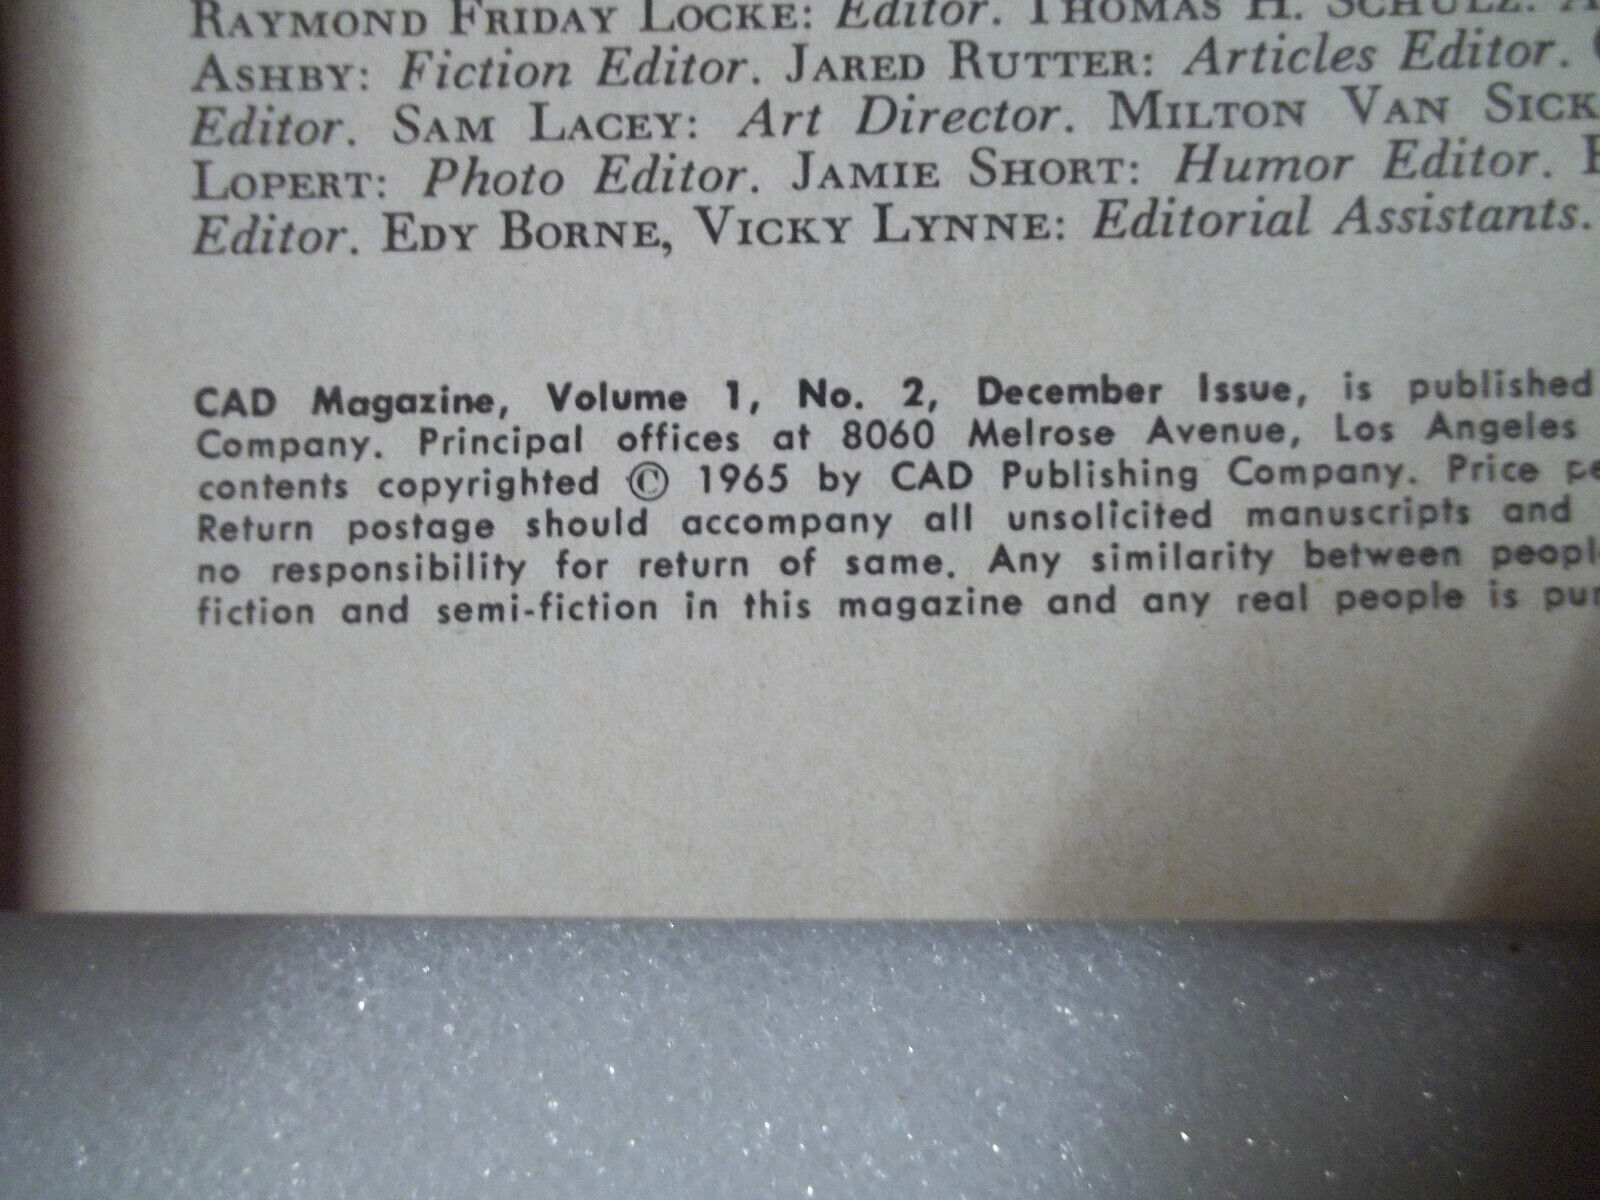 RAYMOND FRIDAY LOCKE: Editor. THOMAS H. SCHULZ:
ASHBY: Fiction Editor. JARED RUTTER: Articles Editor.
Editor. SAM LACEY: Art Director. MILTON VAN SICK
LOPERT: Photo Editor. JAMIE SHORT: Humor Editor.
Editor. EDY BORNE, VICKY LYNNE: Editorial Assistants.
CAD Magazine, Volume 1, No. 2, December Issue, is published
Company. Principal offices at 8060 Melrose Avenue, Los Angeles
contents copyrighted © 1965 by CAD Publishing Company. Price pe
Return postage should accompany all unsolicited manuscripts and
no responsibility for return of same. Any similarity between peopl
fiction and semi-fiction in this magazine and any real people is pur